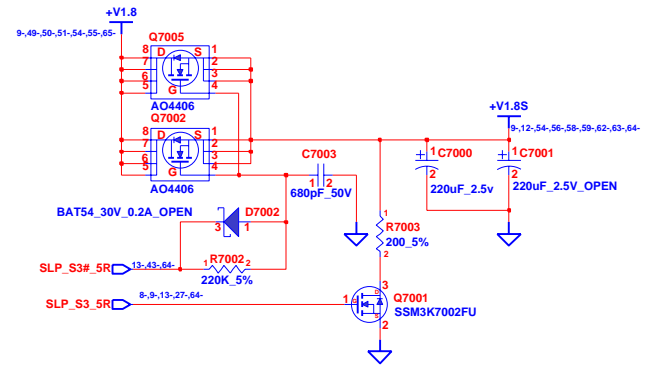 +V1.8
9-,49-,50-,51-,54-,55-,65-
Q7005
8 D S 1
7 2
6 3
5 G 4
AO4406
Q7002
8 D S 1
7 2
6 3
5 G 4
AO4406
+V1.8S
9-,12-,54-,56-,58-,59-,62-,63-,64-
C7003
1 2
680pF_50V
1 C7000
2
220uF_2.5v
1 C7001
2
220uF_2.5V_OPEN
BAT54_30V_0.2A_OPEN
D7002
3 1
1
R7003
200_5%
2
SLP_S3#_5R
13-,43-,64-
R7002
1 2
220K_5%
SLP_S3_5R
8-,9-,13-,27-,64-
3
D
Q7001
1 G
SSM3K7002FU
S
2